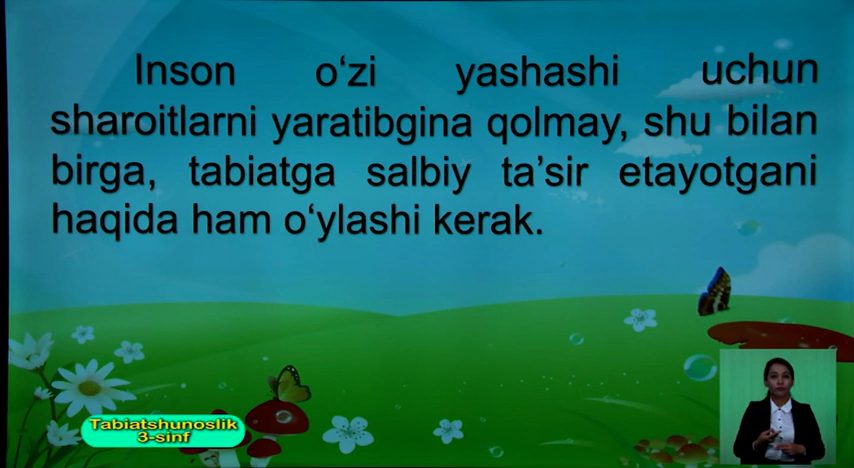 Inson o‘zi yashashi uchun
sharoitlarni yaratibgina qolmay, shu bilan
birga, tabiatga salbiy ta’sir etayotgani
haqida ham o‘ylashi kerak.
Tabiatshunoslik
3-sinf